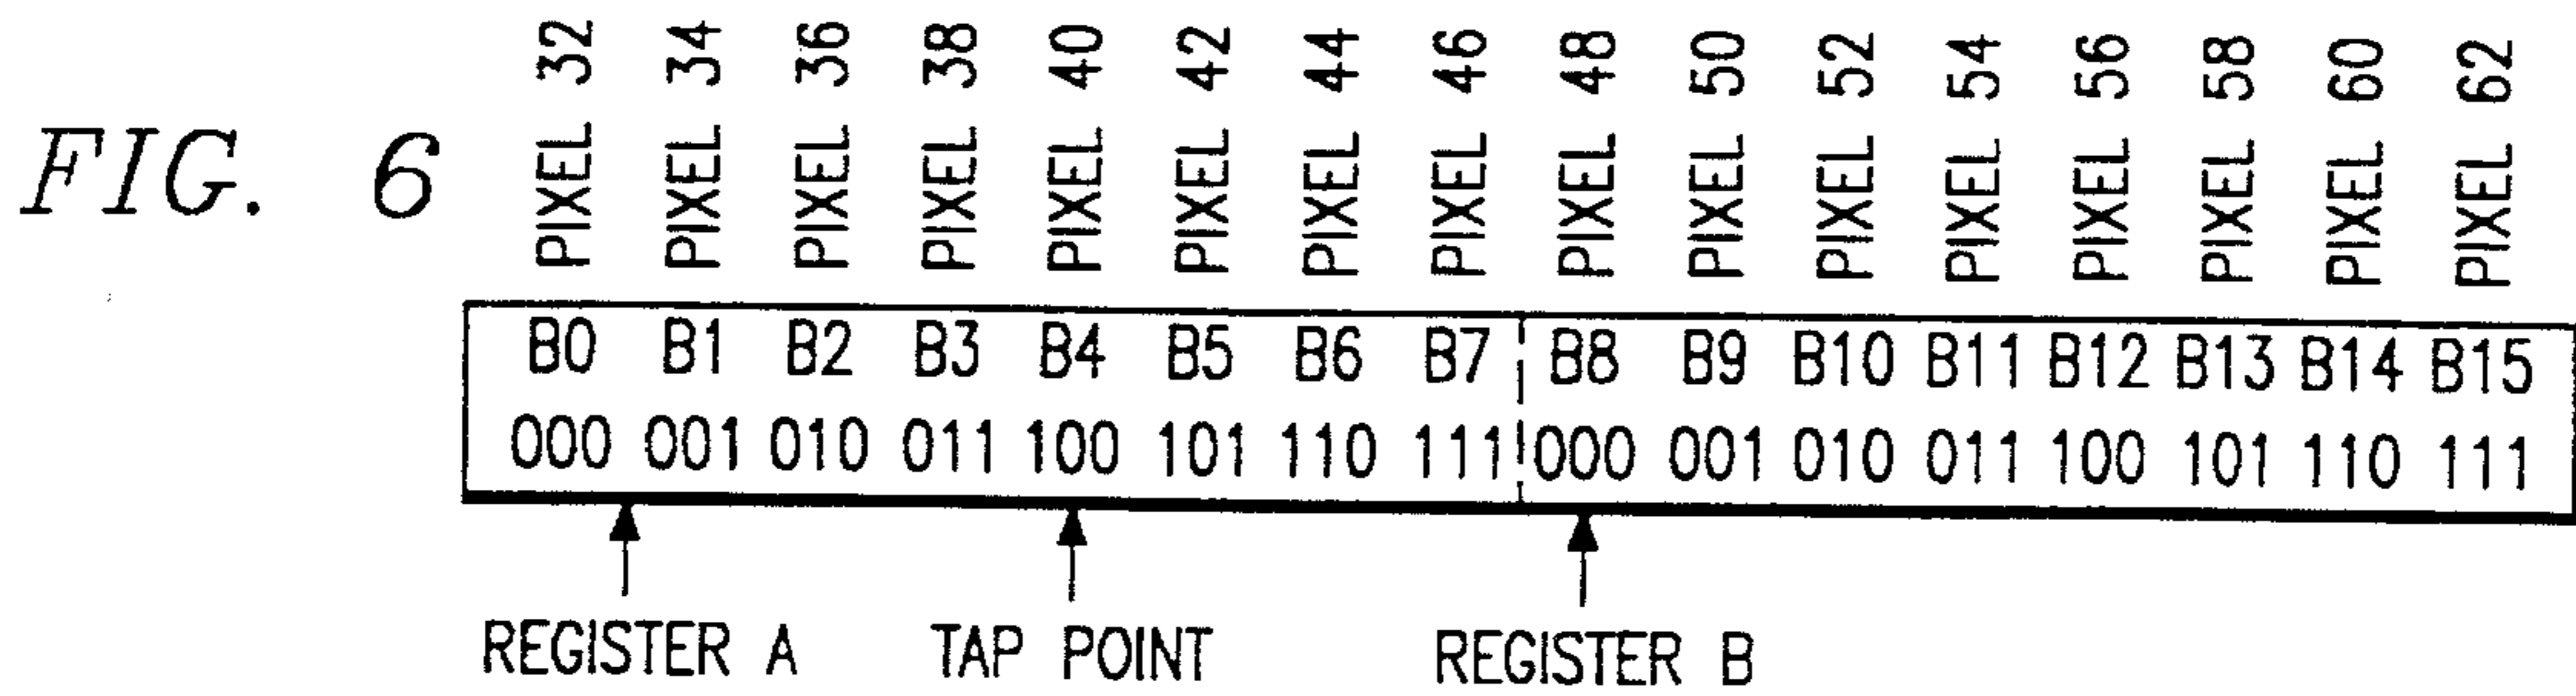 FIG. 6
PIXEL 32 PIXEL 34 PIXEL 36 PIXEL 38 PIXEL 40 PIXEL 42 PIXEL 44 PIXEL 46 PIXEL 48 PIXEL 50 PIXEL 52 PIXEL 54 PIXEL 56 PIXEL 58 PIXEL 60 PIXEL 62
B0 B1 B2 B3 B4 B5 B6 B7 B8 B9 B10 B11 B12 B13 B14 B15
000 001 010 011 100 101 110 111 000 001 010 011 100 101 110 111
REGISTER A TAP POINT REGISTER B